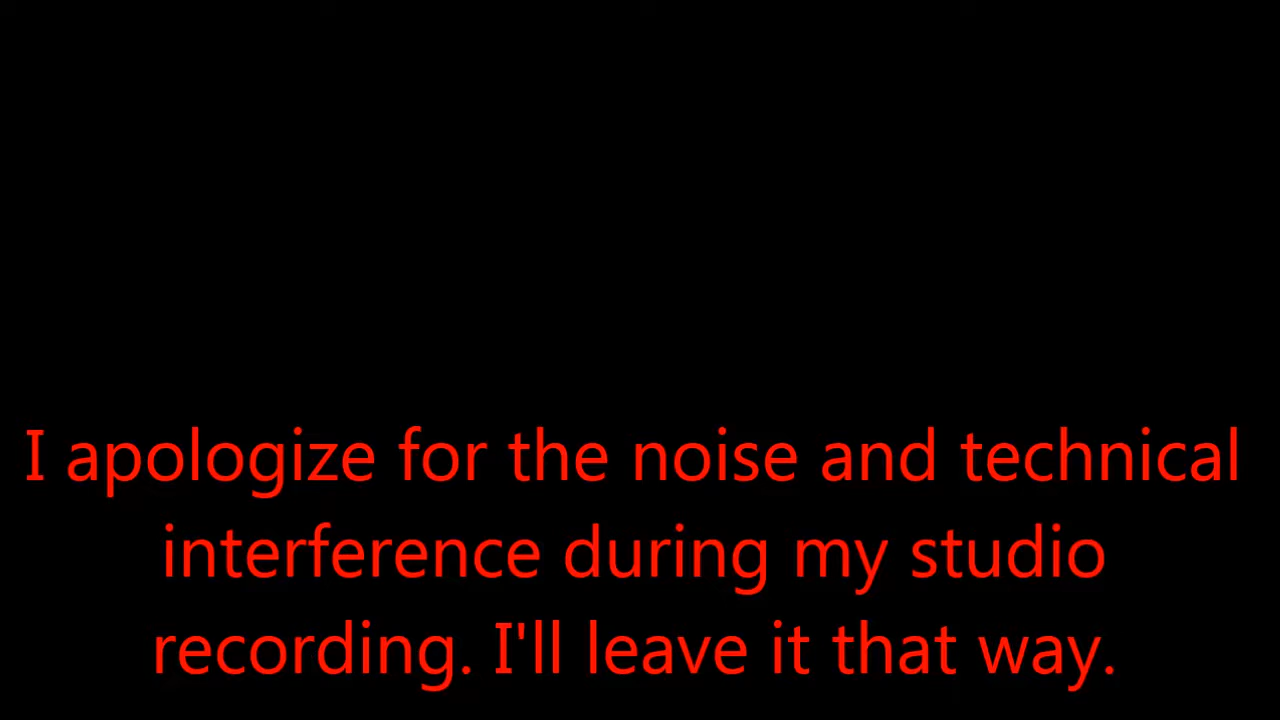 I apologize for the noise and technical
interference during my studio
recording. I'll leave it that way.